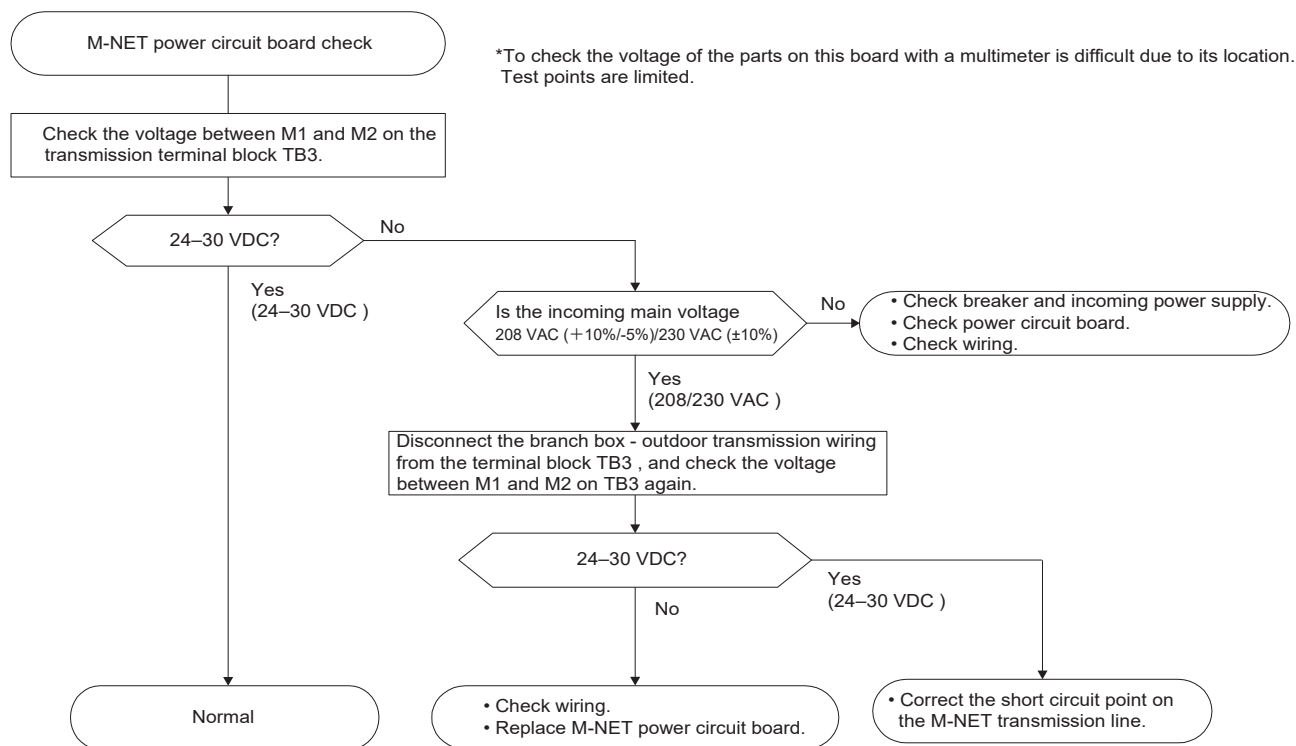 M-NET power circuit board check
*To check the voltage of the parts on this board with a multimeter is difficult due to its location.
Test points are limited.
Check the voltage between M1 and M2 on the
transmission terminal block TB3.
24–30 VDC?
No
Yes
(24–30 VDC )
Is the incoming main voltage
208 VAC (+10%/-5%)/230 VAC (±10%)
No
• Check breaker and incoming power supply.
• Check power circuit board.
• Check wiring.
Yes
(208/230 VAC )
Disconnect the branch box - outdoor transmission wiring
from the terminal block TB3 , and check the voltage
between M1 and M2 on TB3 again.
24–30 VDC?
Yes
(24–30 VDC )
No
Normal
• Check wiring.
• Replace M-NET power circuit board.
• Correct the short circuit point on
the M-NET transmission line.